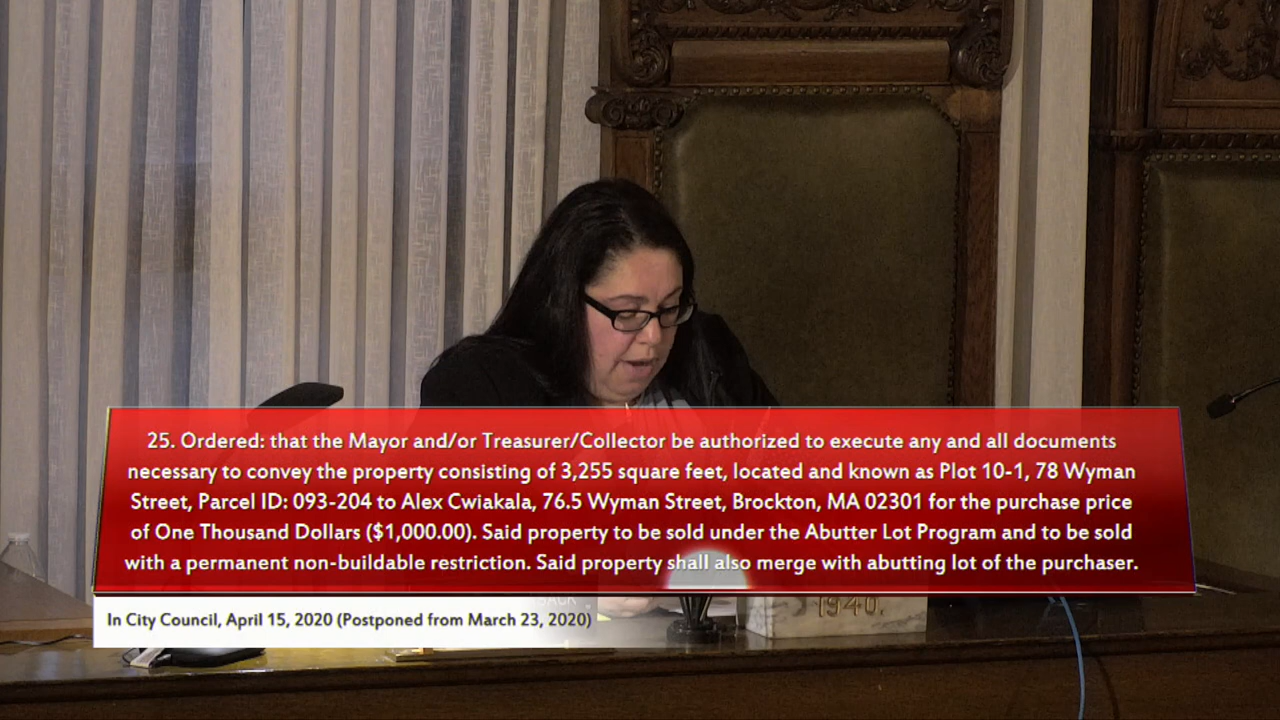 25. Ordered: that the Mayor and/or Treasurer/Collector be authorized to execute any and all documents
necessary to convey the property consisting of 3,255 square feet, located and known as Plot 10-1, 78 Wyman
Street, Parcel ID: 093-204 to Alex Cwiakala, 76.5 Wyman Street, Brockton, MA 02301 for the purchase price
of One Thousand Dollars ($1,000.00). Said property to be sold under the Abutter Lot Program and to be sold
with a permanent non-buildable restriction. Said property shall also merge with abutting lot of the purchaser.
1940.
In City Council, April 15, 2020 (Postponed from March 23, 2020)